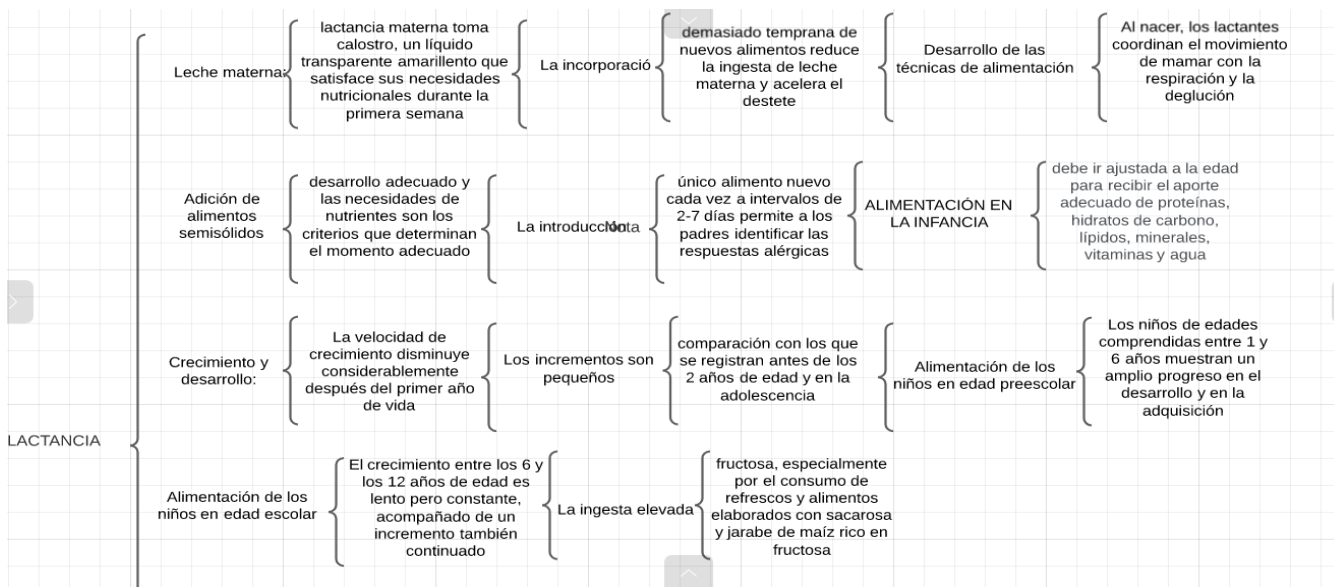 lactancia materna toma
calostro, un líquido
transparente amarillento que
satisface sus necesidades
nutricionales durante la
primera semana
Leche materna:
La incorporació
demasiado temprana de
nuevos alimentos reduce
la ingesta de leche
materna y acelera el
destete
Desarrollo de las
técnicas de alimentación
Al nacer, los lactantes
coordinan el movimiento
de mamar con la
respiración y la
deglución
Adición de
alimentos
semisólidos
desarrollo adecuado y
las necesidades de
nutrientes son los
criterios que determinan
el momento adecuado
La introducción
Nota
único alimento nuevo
cada vez a intervalos de
2-7 días permite a los
padres identificar las
respuestas alérgicas
ALIMENTACIÓN EN
LA INFANCIA
debe ir ajustada a la edad
para recibir el aporte
adecuado de proteínas,
hidratos de carbono,
lípidos, minerales,
vitaminas y agua
Crecimiento y
desarrollo:
La velocidad de
crecimiento disminuye
considerablemente
después del primer año
de vida
Los incrementos son
pequeños
comparación con los que
se registran antes de los
2 años de edad y en la
adolescencia
Alimentación de los
niños en edad preescolar
Los niños de edades
comprendidas entre 1 y
6 años muestran un
amplio progreso en el
desarrollo y en la
adquisición
LACTANCIA
Alimentación de los
niños en edad escolar
El crecimiento entre los 6 y
los 12 años de edad es
lento pero constante,
acompañado de un
incremento también
continuado
La ingesta elevada
fructosa, especialmente
por el consumo de
refrescos y alimentos
elaborados con sacarosa
y jarabe de maíz rico en
fructosa